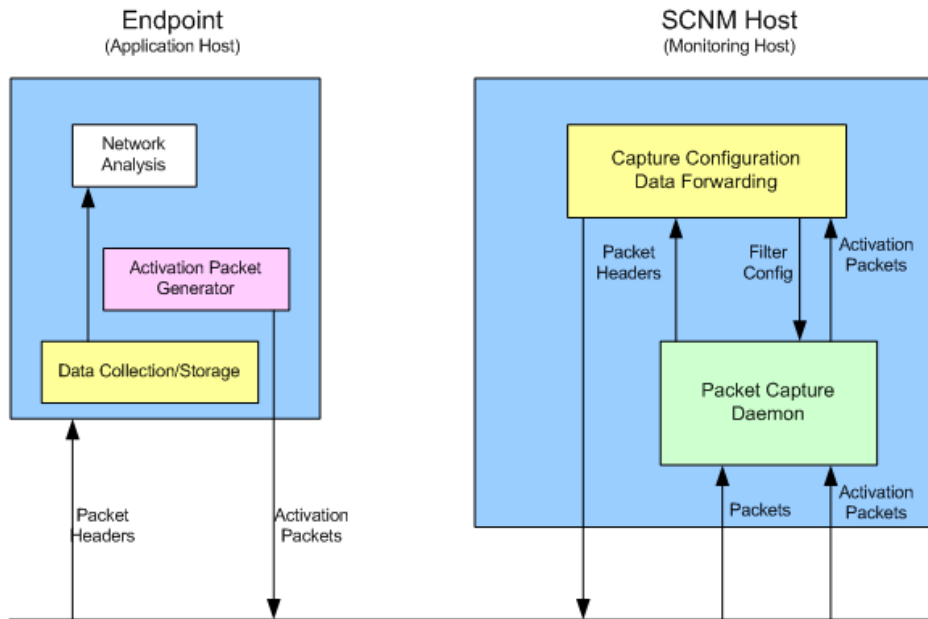 Endpoint
(Application Host)
SCNM Host
(Monitoring Host)
Network
Analysis
Activation Packet
Generator
Data Collection/Storage
Packet
Headers
Activation
Packets
Capture Configuration
Data Forwarding
Packet
Headers
Filter
Config
Activation
Packets
Packet Capture
Daemon
Packets
Activation
Packets